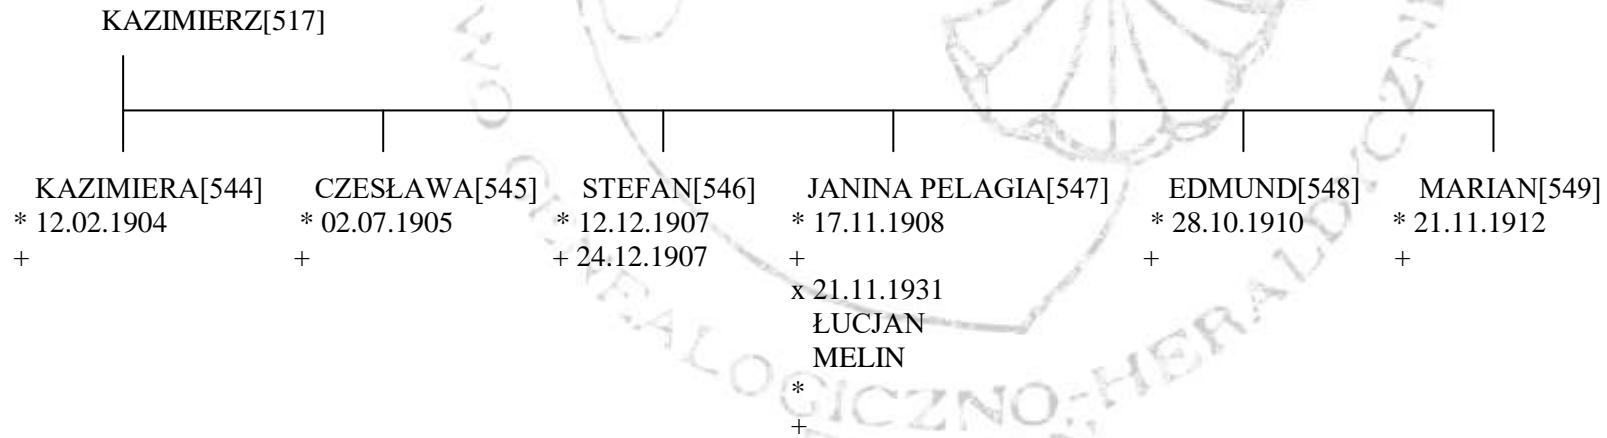 KAZIMIERZ[517]
KAZIMIERA[544] CZESŁAWA[545] STEFAN[546] JANINA PELAGIA[547] EDMUND[548] MARIAN[549]
* 12.02.1904 * 02.07.1905 * 12.12.1907 * 17.11.1908 * 28.10.1910 * 21.11.1912
+ + + 24.12.1907 + + +
x 21.11.1931
ŁUCJAN
MELIN
*
+